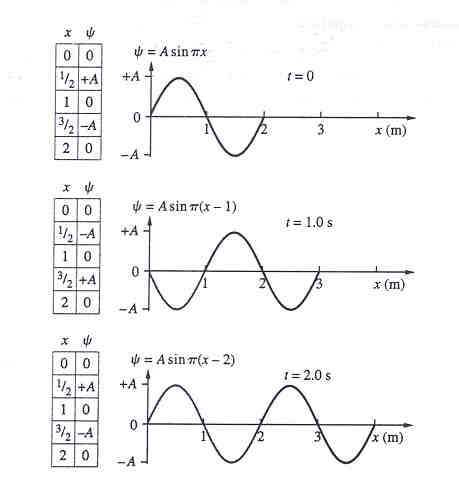 x ψ
0 0
1/2 +A
1 0
3/2 −A
2 0
ψ = A sin πx
+A
t = 0
0
1
2
3
x (m)
−A
x ψ
0 0
1/2 −A
1 0
3/2 +A
2 0
ψ = A sin π(x − 1)
+A
t = 1.0 s
0
1
2
3
x (m)
−A
x ψ
0 0
1/2 +A
1 0
3/2 −A
2 0
ψ = A sin π(x − 2)
+A
t = 2.0 s
0
1
2
3
x (m)
−A